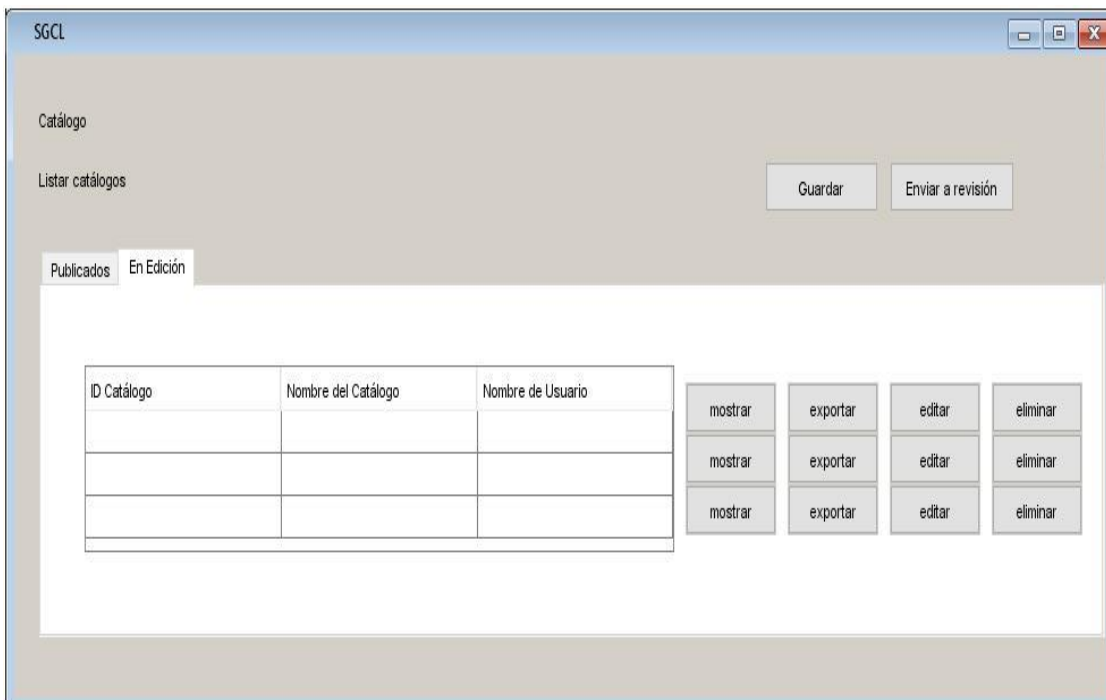 SGCL
Catálogo
Listar catálogos
Guardar Enviar a revisión
Publicados En Edición
ID Catálogo Nombre del Catálogo Nombre de Usuario
mostrar exportar editar eliminar
mostrar exportar editar eliminar
mostrar exportar editar eliminar